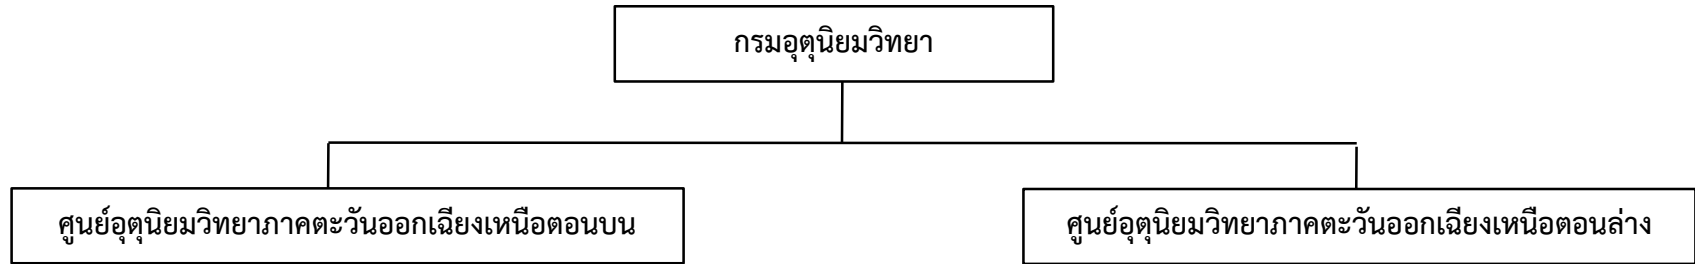 กรมอุตุนิยมวิทยา
ศูนย์อุตุนิยมวิทยาภาคตะวันออกเฉียงเหนือตอนบน
ศูนย์อุตุนิยมวิทยาภาคตะวันออกเฉียงเหนือตอนล่าง